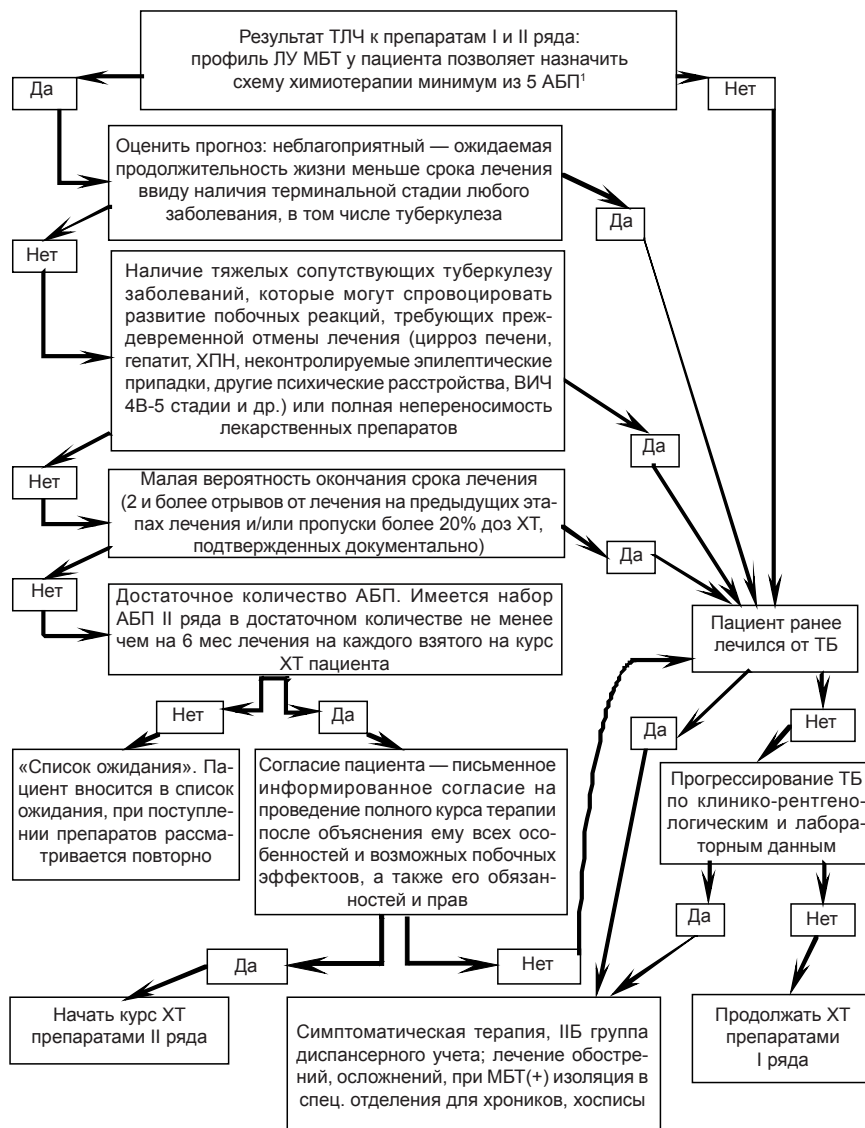 Результат ТЛЧ к препаратам I и II ряда:
профиль ЛУ МБТ у пациента позволяет назначить
схему химиотерапии минимум из 5 АБП¹
Да
Нет
Оценить прогноз: неблагоприятный — ожидаемая
продолжительность жизни меньше срока лечения
ввиду наличия терминальной стадии любого
заболевания, в том числе туберкулеза
Да
Нет
Наличие тяжелых сопутствующих туберкулезу
заболеваний, которые могут спровоцировать
развитие побочных реакций, требующих преж-
девременной отмены лечения (цирроз печени,
гепатит, ХПН, неконтролируемые эпилептические
припадки, другие психические расстройства, ВИЧ
4В-5 стадии и др.) или полная непереносимость
лекарственных препаратов
Да
Нет
Малая вероятность окончания срока лечения
(2 и более отрывов от лечения на предыдущих эта-
пах лечения и/или пропуски более 20% доз ХТ,
подтвержденных документально)
Да
Нет
Достаточное количество АБП. Имеется набор
АБП II ряда в достаточном количестве не менее
чем на 6 мес лечения на каждого взятого на курс
ХТ пациента
Пациент ранее
лечился от ТБ
Нет
Да
Да
Нет
«Список ожидания». Па-
циент вносится в список
ожидания, при поступле-
нии препаратов рассма-
тривается повторно
Согласие пациента — письменное
информированное согласие на
проведение полного курса терапии
после объяснения ему всех осо-
бенностей и возможных побочных
эффектоов, а также его обязан-
ностей и прав
Прогрессирование ТБ
по клинико-рентгено-
логическим и лабора-
торным данным
Да
Нет
Да
Нет
Начать курс ХТ
препаратами II ряда
Симптоматическая терапия, IIБ группа
диспансерного учета; лечение обостре-
ний, осложнений, при МБТ(+) изоляция в
спец. отделения для хроников, хосписы
Продолжать ХТ
препаратами
I ряда